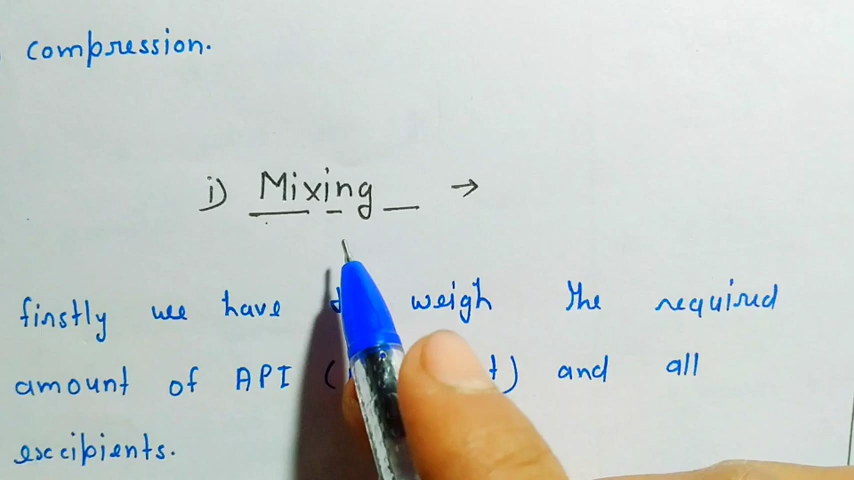 compression.
i) Mixing →
firstly we have weigh the required
amount of API ( t) and all
excipients.